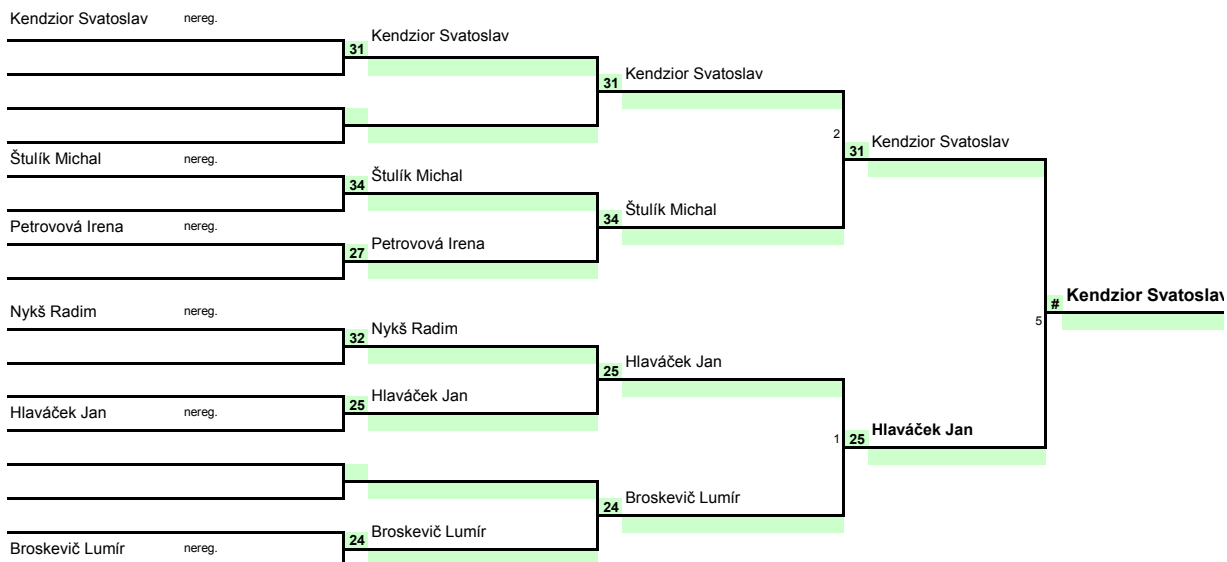 Kendzior Svatoslav nereg.
31 Kendzior Svatoslav
31 Kendzior Svatoslav
2
31 Kendzior Svatoslav
Štulík Michal nereg.
34 Štulík Michal
34 Štulík Michal
Petrovová Irena nereg.
27 Petrovová Irena
# Kendzior Svatoslav
5
Nykš Radim nereg.
32 Nykš Radim
25 Hlaváček Jan
25 Hlaváček Jan
Hlaváček Jan nereg.
1
25 Hlaváček Jan
24 Broskevič Lumír
24 Broskevič Lumír
Broskevič Lumír nereg.